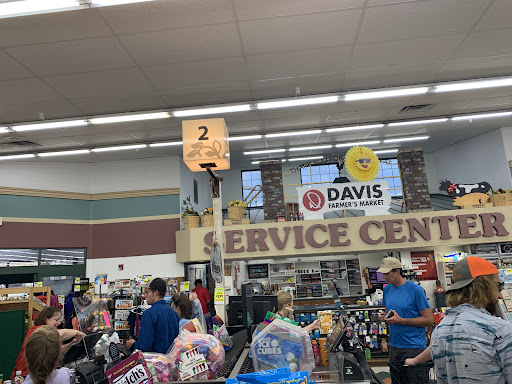 2
D
DAVIS
FARMER'S MARKET
SERVICE CENTER
ICE
CUBES